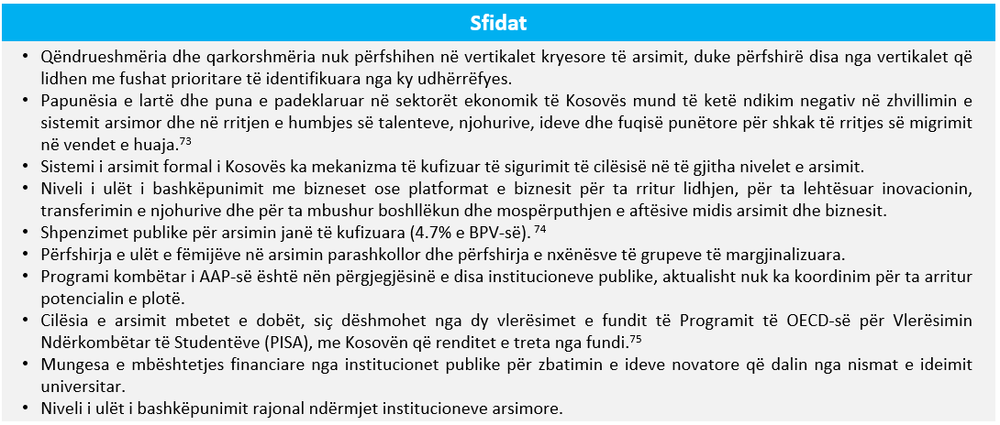 Sfidat
• Qëndrueshmëria dhe qarkorshmëria nuk përfshihen në vertikalet kryesore të arsimit, duke përfshirë disa nga vertikalet që
lidhen me fushat prioritare të identifikuara nga ky udhërrëfyes.
• Papunësia e lartë dhe puna e padeklaruar në sektorët ekonomik të Kosovës mund të ketë ndikim negativ në zhvillimin e
sistemit arsimor dhe në rritjen e humbjes së talenteve, njohurive, ideve dhe fuqisë punëtore për shkak të rritjes së migrimit
në vendet e huaja.73
• Sistemi i arsimit formal i Kosovës ka mekanizma të kufizuar të sigurimit të cilësisë në të gjitha nivelet e arsimit.
• Niveli i ulët i bashkëpunimit me bizneset ose platformat e biznesit për ta rritur lidhjen, për ta lehtësuar inovacionin,
transferimin e njohurive dhe për ta mbushur boshllëkun dhe mospërputhjen e aftësive midis arsimit dhe biznesit.
• Shpenzimet publike për arsimin janë të kufizuara (4.7% e BPV-së). 74
• Përfshirja e ulët e fëmijëve në arsimin parashkollor dhe përfshirja e nxënësve të grupeve të margjinalizuara.
• Programi kombëtar i AAP-së është nën përgjegjësinë e disa institucioneve publike, aktualisht nuk ka koordinim për ta arritur
potencialin e plotë.
• Cilësia e arsimit mbetet e dobët, siç dëshmohet nga dy vlerësimet e fundit të Programit të OECD-së për Vlerësimin
Ndërkombëtar të Studentëve (PISA), me Kosovën që renditet e treta nga fundi.75
• Mungesa e mbështetjes financiare nga institucionet publike për zbatimin e ideve novatore që dalin nga nismat e ideimit
universitar.
• Niveli i ulët i bashkëpunimit rajonal ndërmjet institucioneve arsimore.